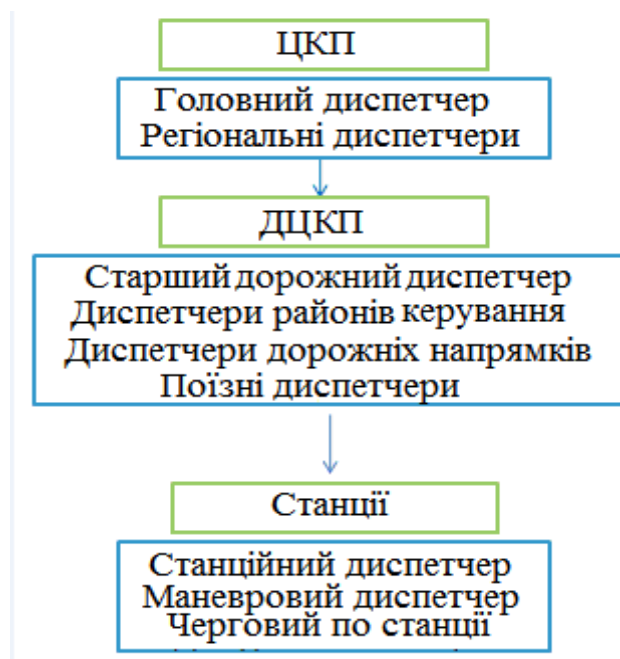 ЦКП
Головний диспетчер
Регіональні диспетчери
ДЦКП
Старший дорожний диспетчер
Диспетчери районів керування
Диспетчери дорожніх напрямків
Поїзні диспетчери
Станції
Станційний диспетчер
Маневровий диспетчер
Черговий по станції